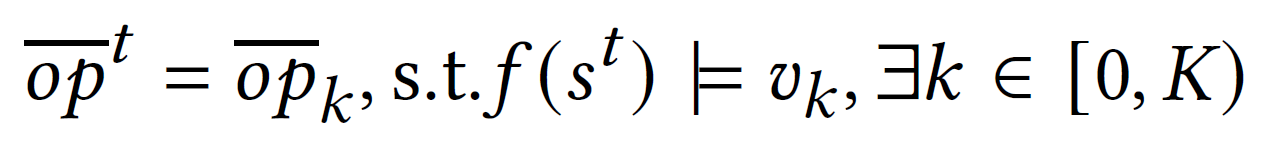 $\overline{op}^t = \overline{op}_k, \text{s.t.} f(s^t) \models v_k, \exists k \in [0, K)$